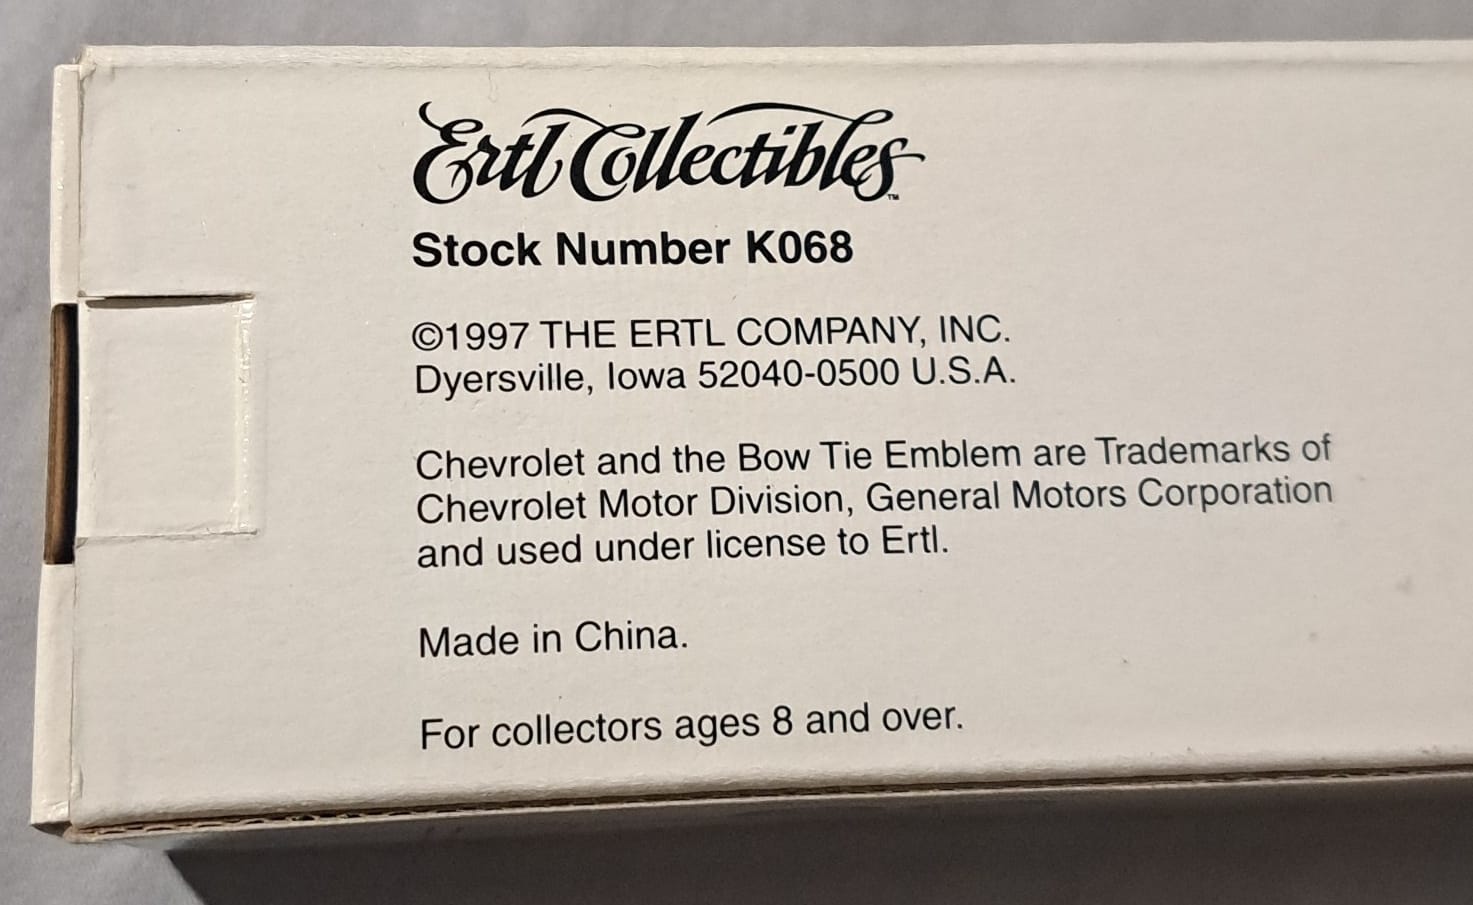 Ertl Collectibles™
Stock Number K068
©1997 THE ERTL COMPANY, INC.
Dyersville, Iowa 52040-0500 U.S.A.
Chevrolet and the Bow Tie Emblem are Trademarks of
Chevrolet Motor Division, General Motors Corporation
and used under license to Ertl.
Made in China.
For collectors ages 8 and over.